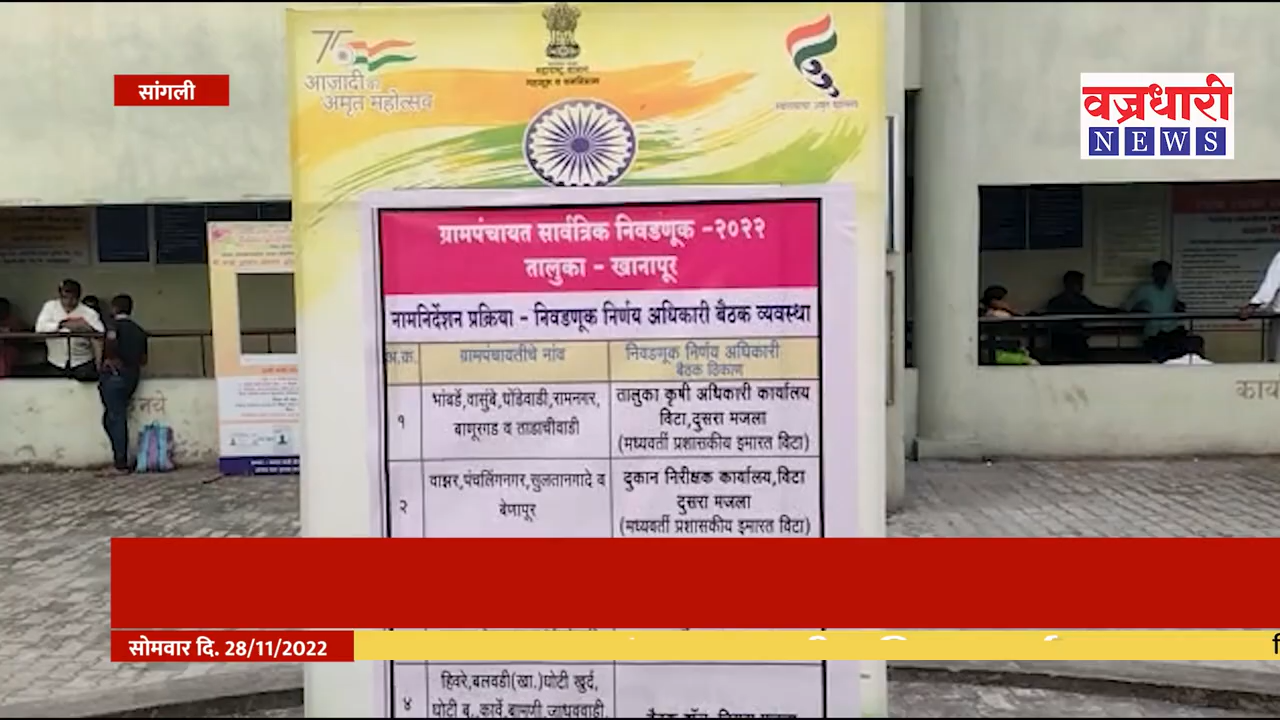 सांगली
वज्रधारी
NEWS
75
आज़ादी का
अमृत महोत्सव
ग्रामपंचायत सार्वत्रिक निवडणूक -२०२२
तालुका - खानापूर
नामनिर्देशन प्रक्रिया - निवडणूक निर्णय अधिकारी बैठक व्यवस्था
अ.क्र. ग्रामपंचायतीचे नांव निवडणूक निर्णय अधिकारी
बैठक ठिकाण
१ भांबर्डे,वासुंबे,घोंडेवाडी,रामनगर,
बाणूरगड व ताडाचीवाडी
तालुका कृषी अधिकारी कार्यालय
विटा,दुसरा मजला
(मध्यवर्ती प्रशासकीय इमारत विटा)
२ वाझर,पंचलिंगनगर,सुलतानगादे व
बेणापूर
दुकान निरीक्षक कार्यालय,विटा
दुसरा मजला
(मध्यवर्ती प्रशासकीय इमारत विटा)
सोमवार दि. 28/11/2022
४ हिवरे,बलवडी(खा.)घोटी खुर्द,
घोटी बु.,कार्वे,बामणी,जाधववाडी,